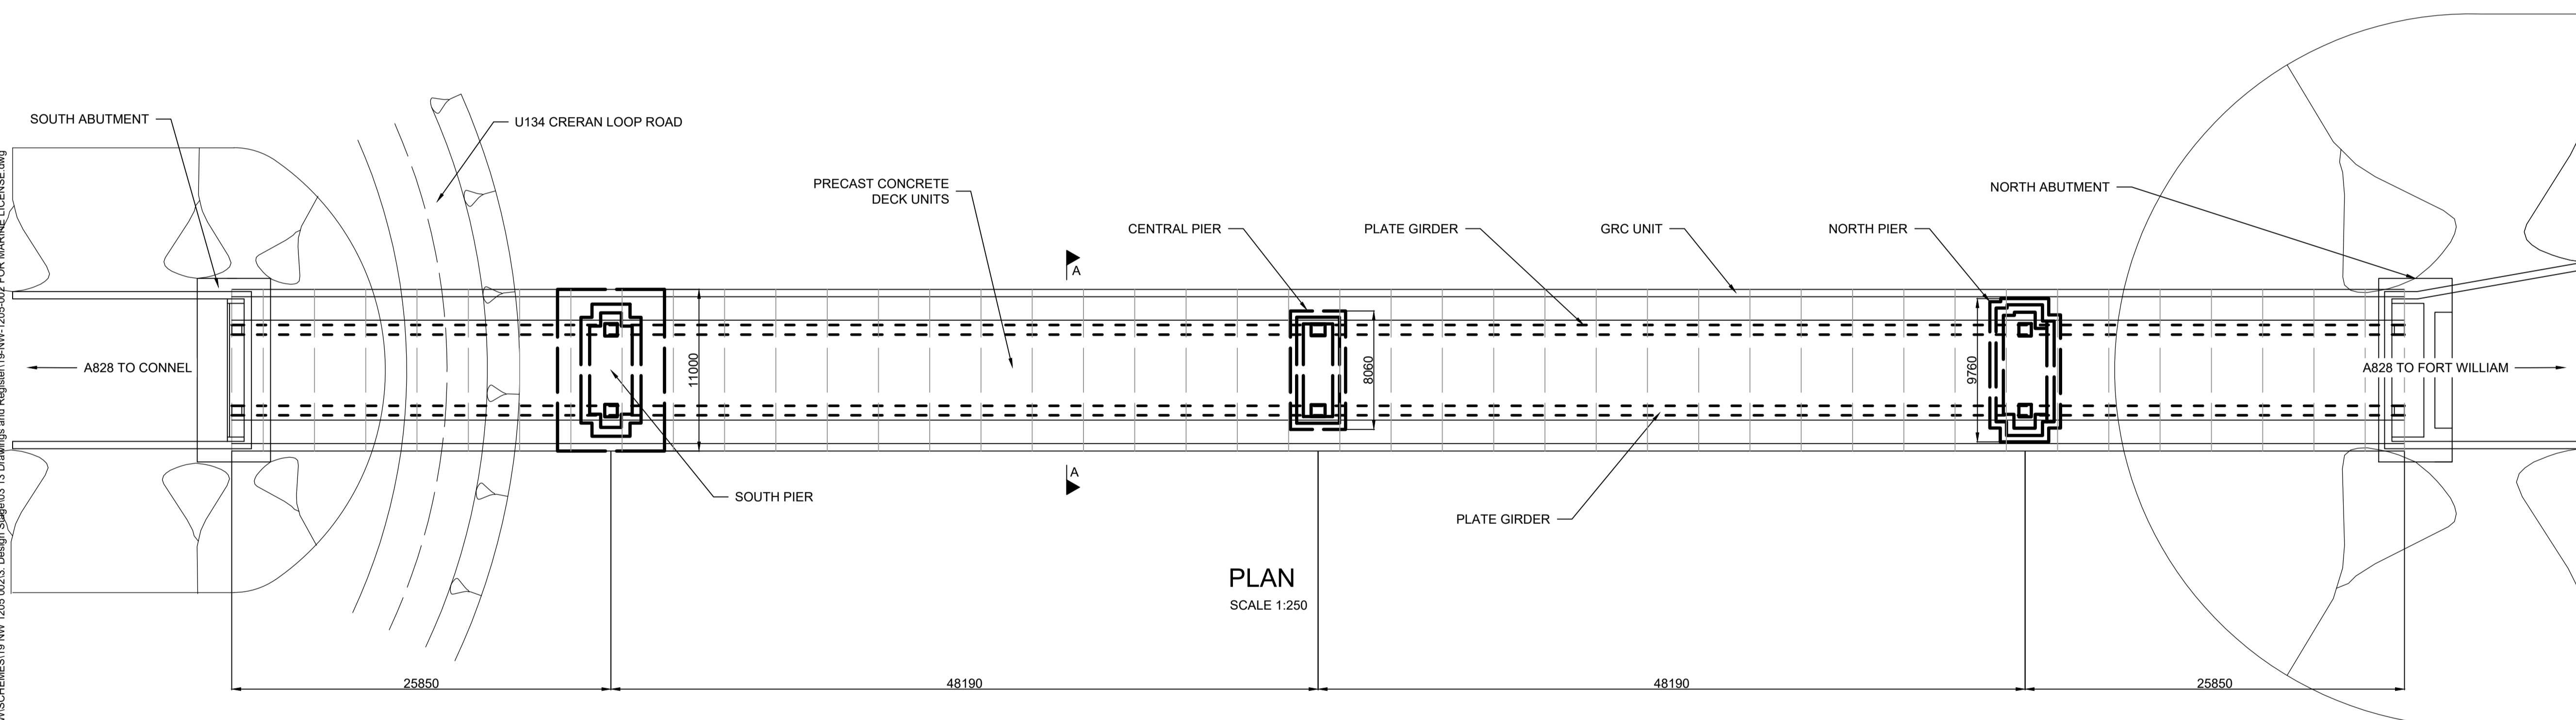 SOUTH ABUTMENT
U134 CRERAN LOOP ROAD
PRECAST CONCRETE
DECK UNITS
NORTH ABUTMENT
CENTRAL PIER
PLATE GIRDER
GRC UNIT
NORTH PIER
A
A828 TO CONNEL
11000
8060
9760
A828 TO FORT WILLIAM
A
SOUTH PIER
PLATE GIRDER
PLAN
SCALE 1:250
25850
48190
48190
25850